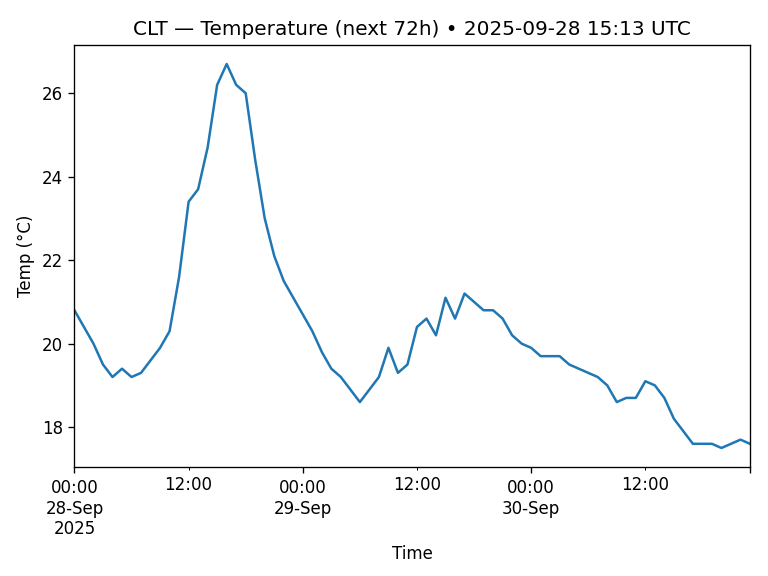 CLT — Temperature (next 72h) • 2025-09-28 15:13 UTC
Temp (°C)
26
24
22
20
18
00:00 12:00 00:00 12:00 00:00 12:00
28-Sep 29-Sep 30-Sep
2025
Time